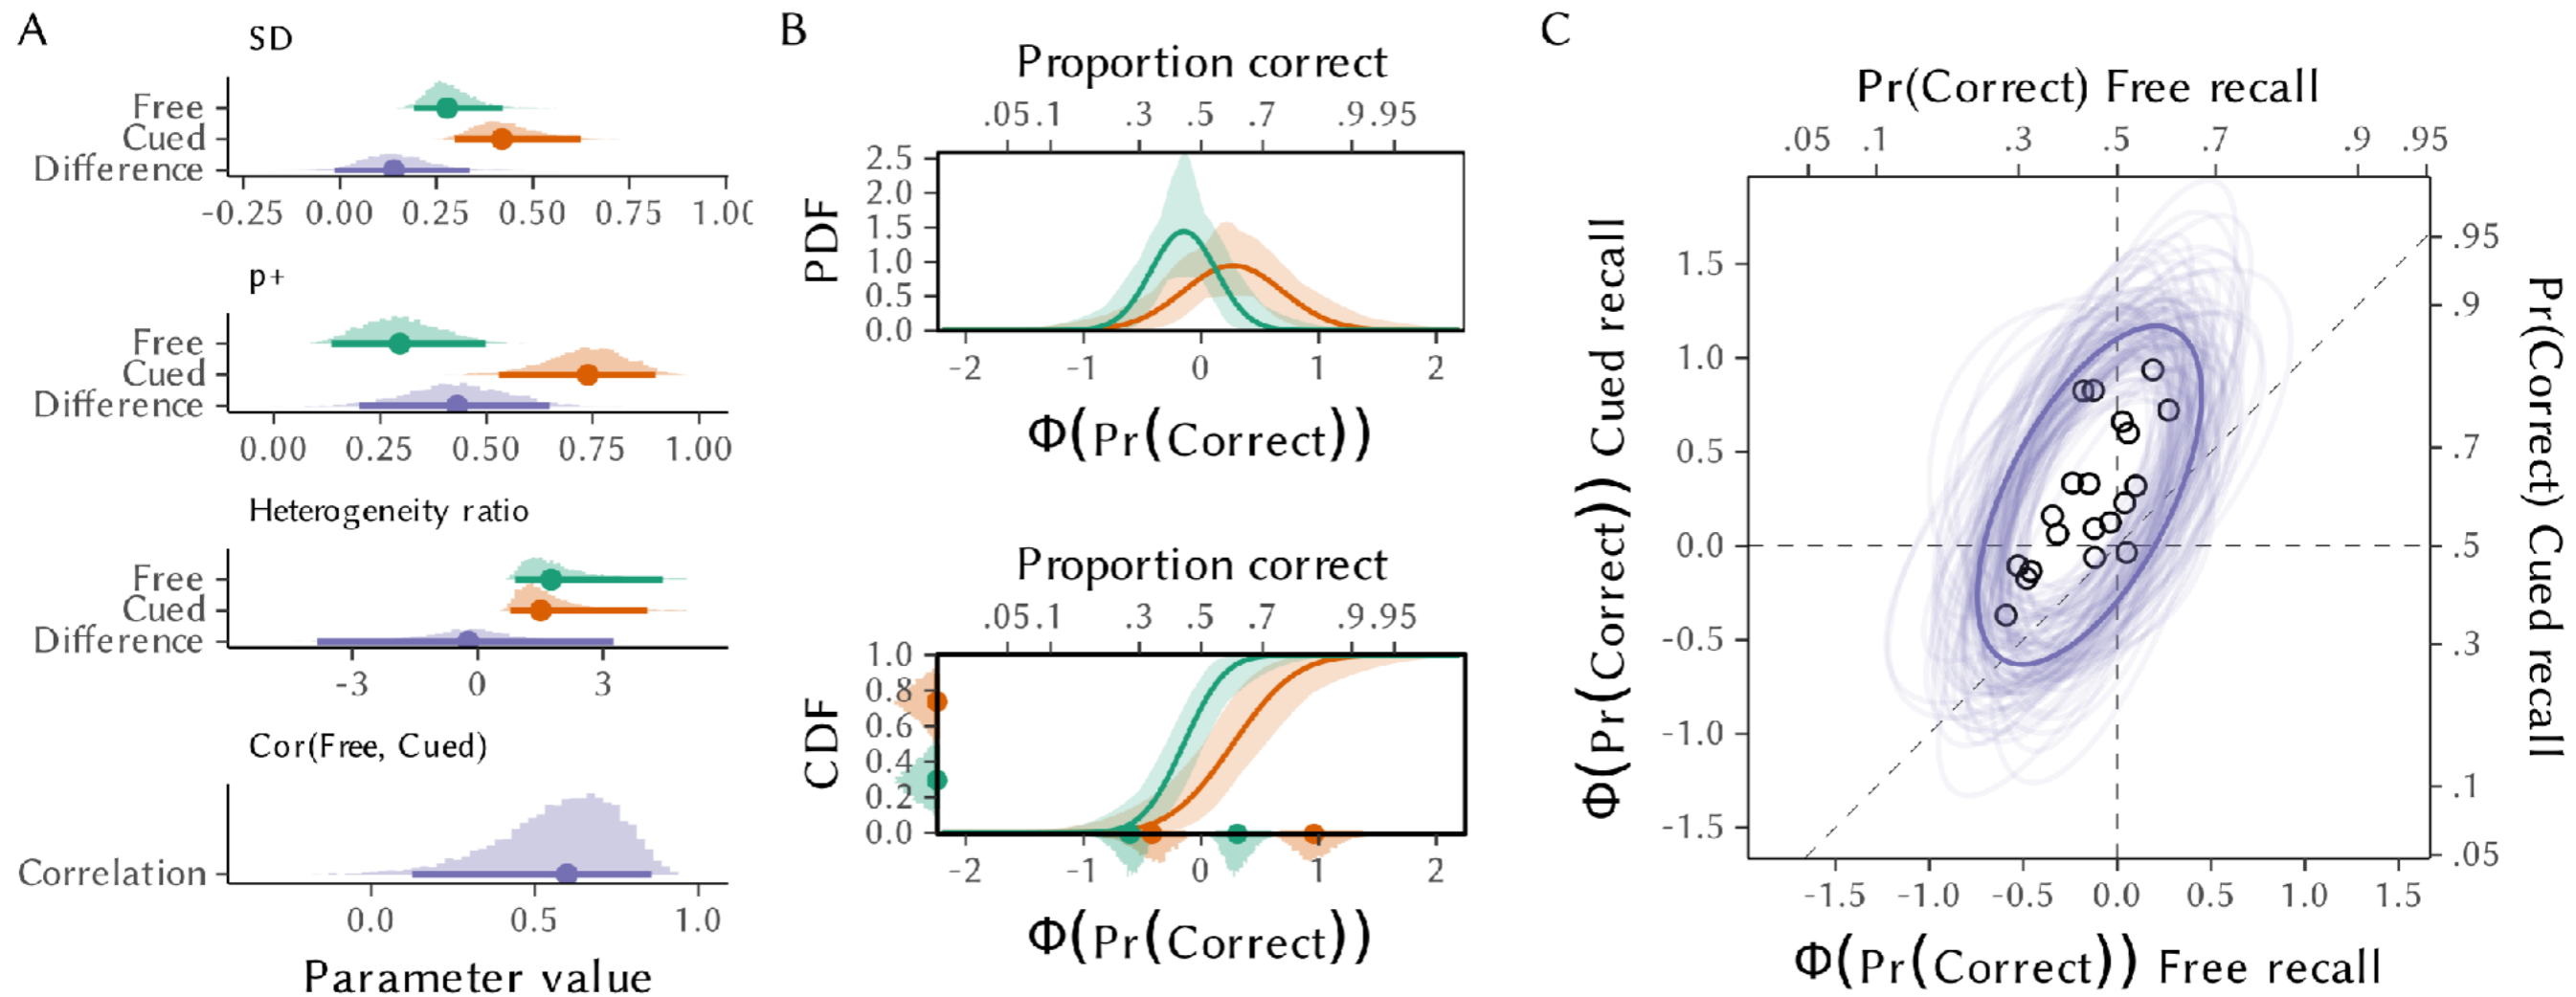 A
SD
Free
Cued
Difference
-0.25 0.00 0.25 0.50 0.75 1.00
p+
Free
Cued
Difference
0.00 0.25 0.50 0.75 1.00
Heterogeneity ratio
Free
Cued
Difference
-3 0 3
Cor(Free, Cued)
Correlation
0.0 0.5 1.0
Parameter value
B
Proportion correct
.05 .1 .3 .5 .7 .9 .95
PDF
2.5
2.0
1.5
1.0
0.5
0.0
-2 -1 0 1 2
Φ(Pr(Correct))
Proportion correct
.05 .1 .3 .5 .7 .9 .95
CDF
1.0
0.8
0.6
0.4
0.2
0.0
-2 -1 0 1 2
Φ(Pr(Correct))
C
Pr(Correct) Free recall
.05 .1 .3 .5 .7 .9 .95
Φ(Pr(Correct)) Cued recall
1.5
1.0
0.5
0.0
-0.5
-1.0
-1.5
.95
.9
.7
.5
.3
.1
.05
Pr(Correct) Cued recall
-1.5 -1.0 -0.5 0.0 0.5 1.0 1.5
Φ(Pr(Correct)) Free recall